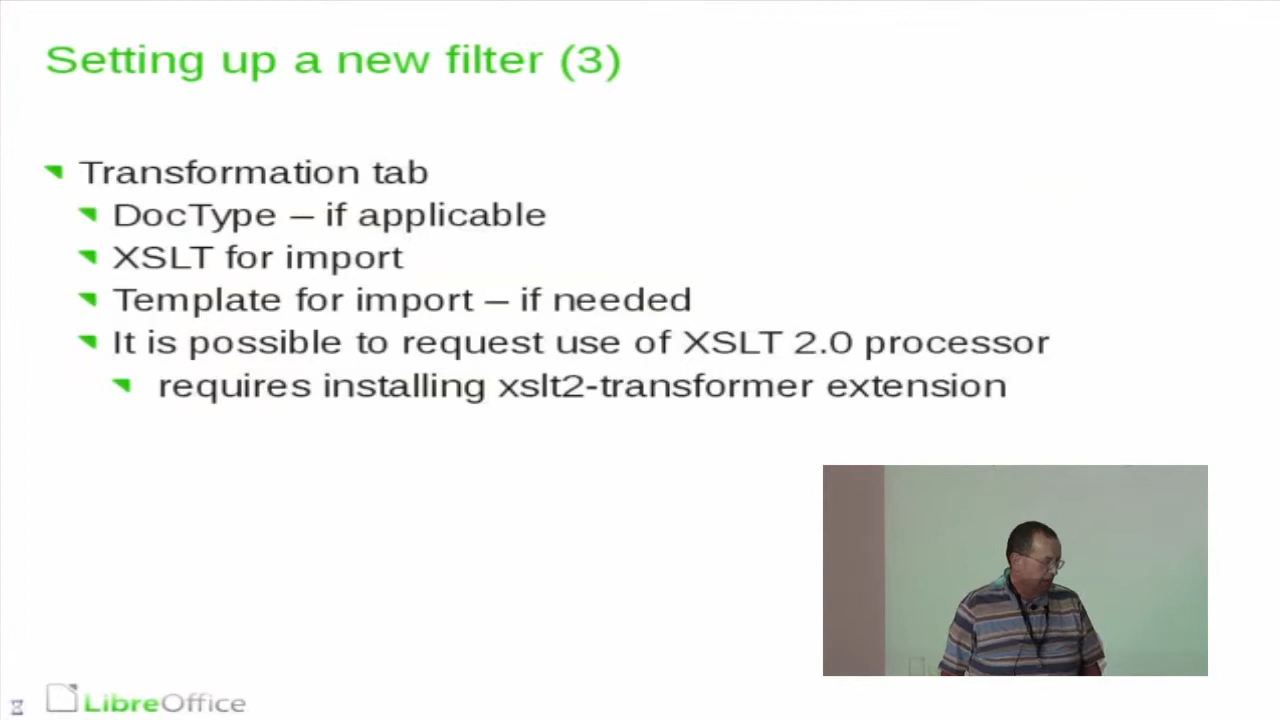 Setting up a new filter (3)
Transformation tab
DocType – if applicable
XSLT for import
Template for import – if needed
It is possible to request use of XSLT 2.0 processor
requires installing xslt2-transformer extension
LibreOffice